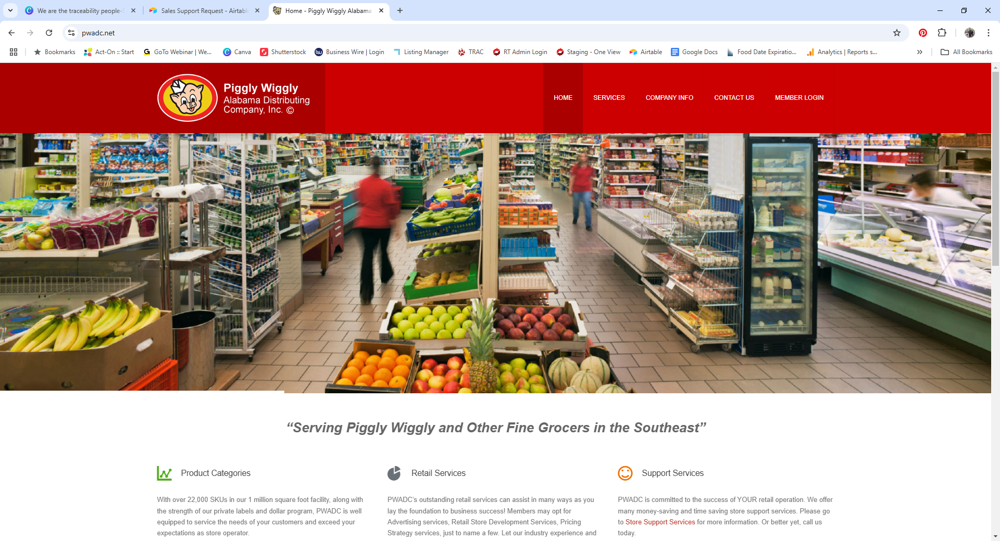 We are the traceability people-
Sales Support Request - Airtabl
Home - Piggly Wiggly Alabama
pwadc.net
Bookmarks
Act-On :: Start
GoTo Webinar | We...
Canva
Shutterstock
Business Wire | Login
Listing Manager
TRAC
RT Admin Login
Staging - One View
Airtable
Google Docs
Food Date Expiratio...
Analytics | Reports s...
All Bookmarks
Piggly Wiggly
Alabama Distributing
Company, Inc. ©
HOME
SERVICES
COMPANY INFO
CONTACT US
MEMBER LOGIN
“Serving Piggly Wiggly and Other Fine Grocers in the Southeast”
Product Categories
With over 22,000 SKUs in our 1 million square foot facility, along with
the strength of our private labels and dollar program, PWADC is well
equipped to service the needs of your customers and exceed your
expectations as store operator.
Retail Services
PWADC’s outstanding retail services can assist in many ways as you
lay the foundation to business success! Members may opt for
Advertising services, Retail Store Development Services, Pricing
Strategy services, just to name a few. Let our industry experience and
Support Services
PWADC is committed to the success of YOUR retail operation. We offer
many money-saving and time saving store support services. Please go
to Store Support Services for more information. Or better yet, call us
today.